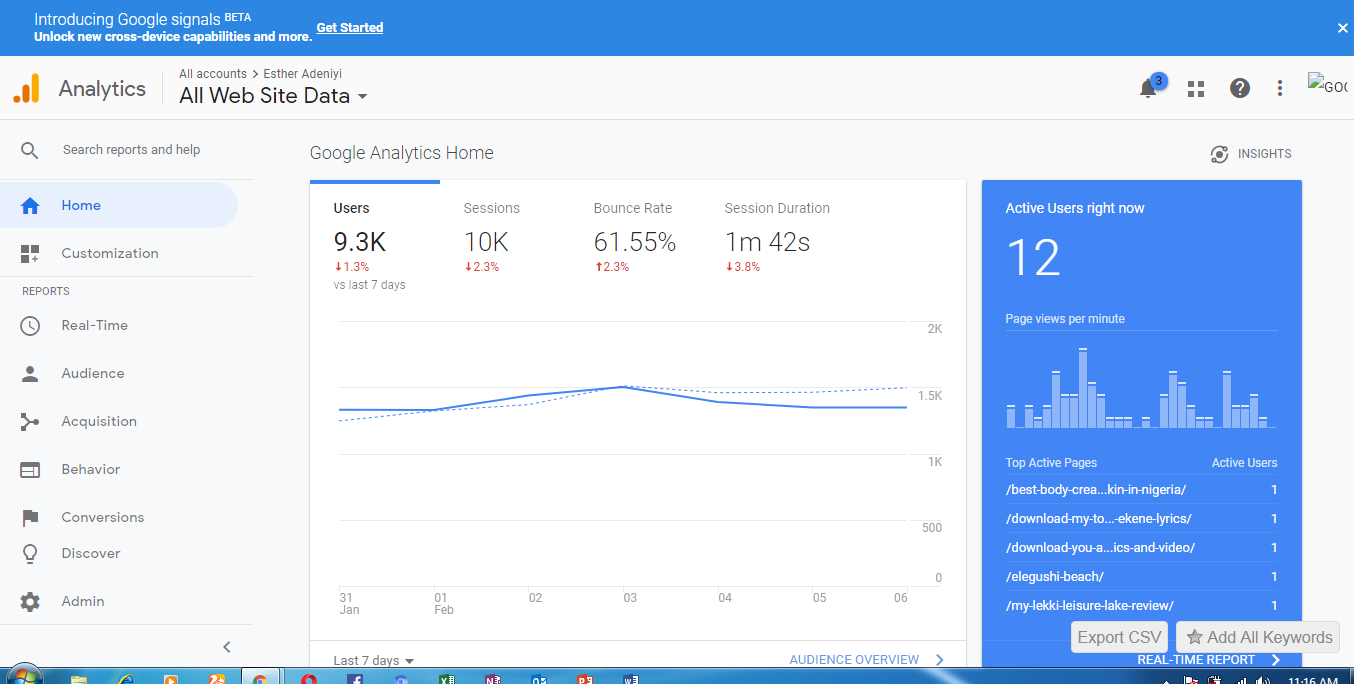 Introducing Google signals BETA
Unlock new cross-device capabilities and more. Get Started
Analytics
All accounts > Esther Adeniyi
All Web Site Data
3
Search reports and help
Home
Customization
REPORTS
Real-Time
Audience
Acquisition
Behavior
Conversions
Discover
Admin
Google Analytics Home
INSIGHTS
Users
9.3K
1.3%
vs last 7 days
Sessions
10K
2.3%
Bounce Rate
61.55%
2.3%
Session Duration
1m 42s
3.8%
2K
1.5K
1K
500
0
31 Jan
01 Feb
02
03
04
05
06
Last 7 days
AUDIENCE OVERVIEW
Active Users right now
12
Page views per minute
Top Active Pages Active Users
/best-body-crea...kin-in-nigeria/ 1
/download-my-to...-ekene-lyrics/ 1
/download-you-a...ics-and-video/ 1
/elegushi-beach/ 1
/my-lekki-leisure-lake-review/ 1
Export CSV
Add All Keywords
REAL-TIME REPORT
11:16 AM